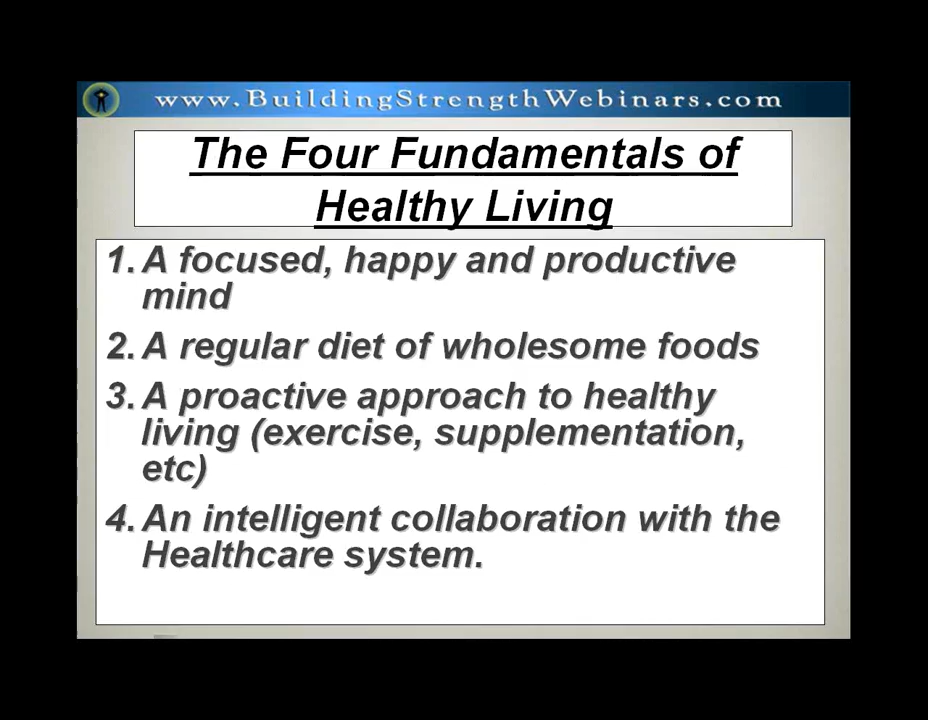 www.BuildingStrengthWebinars.com
The Four Fundamentals of
Healthy Living
1. A focused, happy and productive
mind
2. A regular diet of wholesome foods
3. A proactive approach to healthy
living (exercise, supplementation,
etc)
4. An intelligent collaboration with the
Healthcare system.